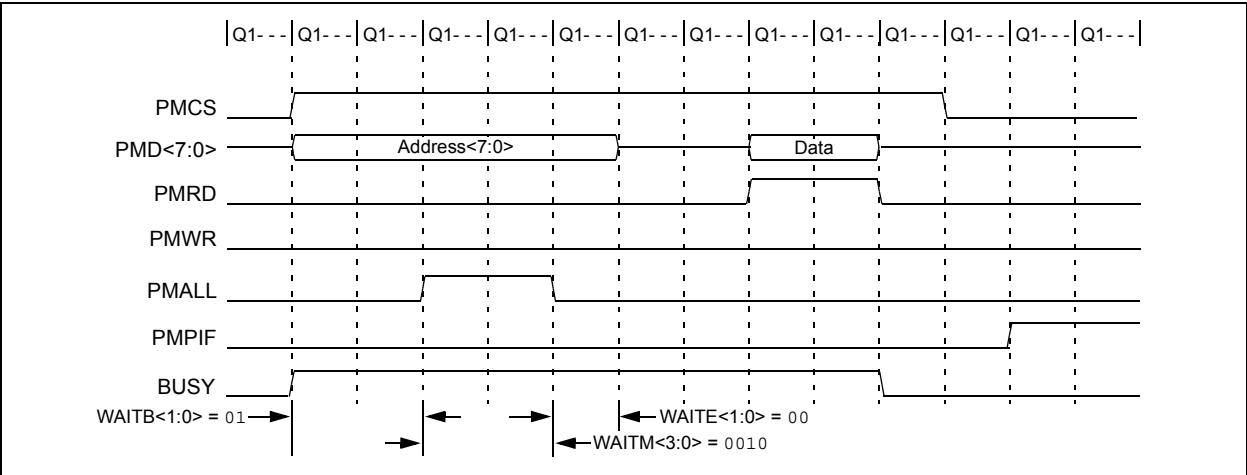 Q1- - - Q1- - - Q1- - - Q1- - - Q1- - - Q1- - - Q1- - - Q1- - - Q1- - - Q1- - - Q1- - - Q1- - - Q1- - - Q1- - -
PMCS
PMD<7:0> Address<7:0> Data
PMRD
PMWR
PMALL
PMPIF
BUSY
WAITB<1:0> = 01 WAITE<1:0> = 00
WAITM<3:0> = 0010